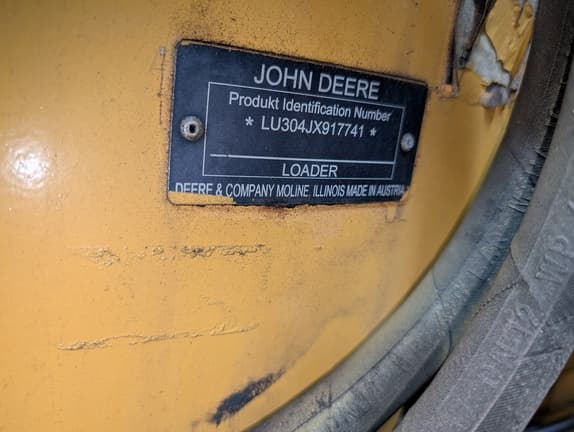 JOHN DEERE
Produkt Identification Number
* LU304JX917741 *
LOADER
DEERE & COMPANY MOLINE, ILLINOIS MADE IN AUSTRIA